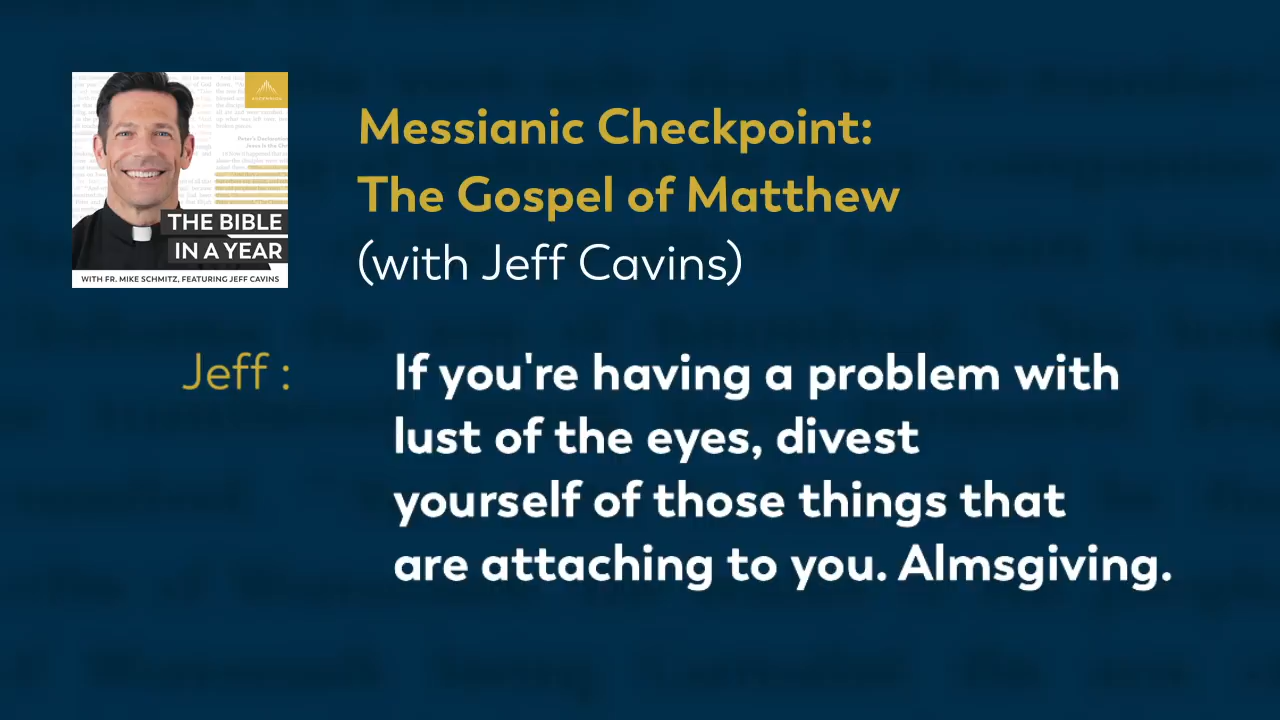 THE BIBLE
IN A YEAR
WITH FR. MIKE SCHMITZ, FEATURING JEFF CAVINS
Messianic Checkpoint:
The Gospel of Matthew
(with Jeff Cavins)
Jeff : If you're having a problem with
lust of the eyes, divest
yourself of those things that
are attaching to you. Almsgiving.